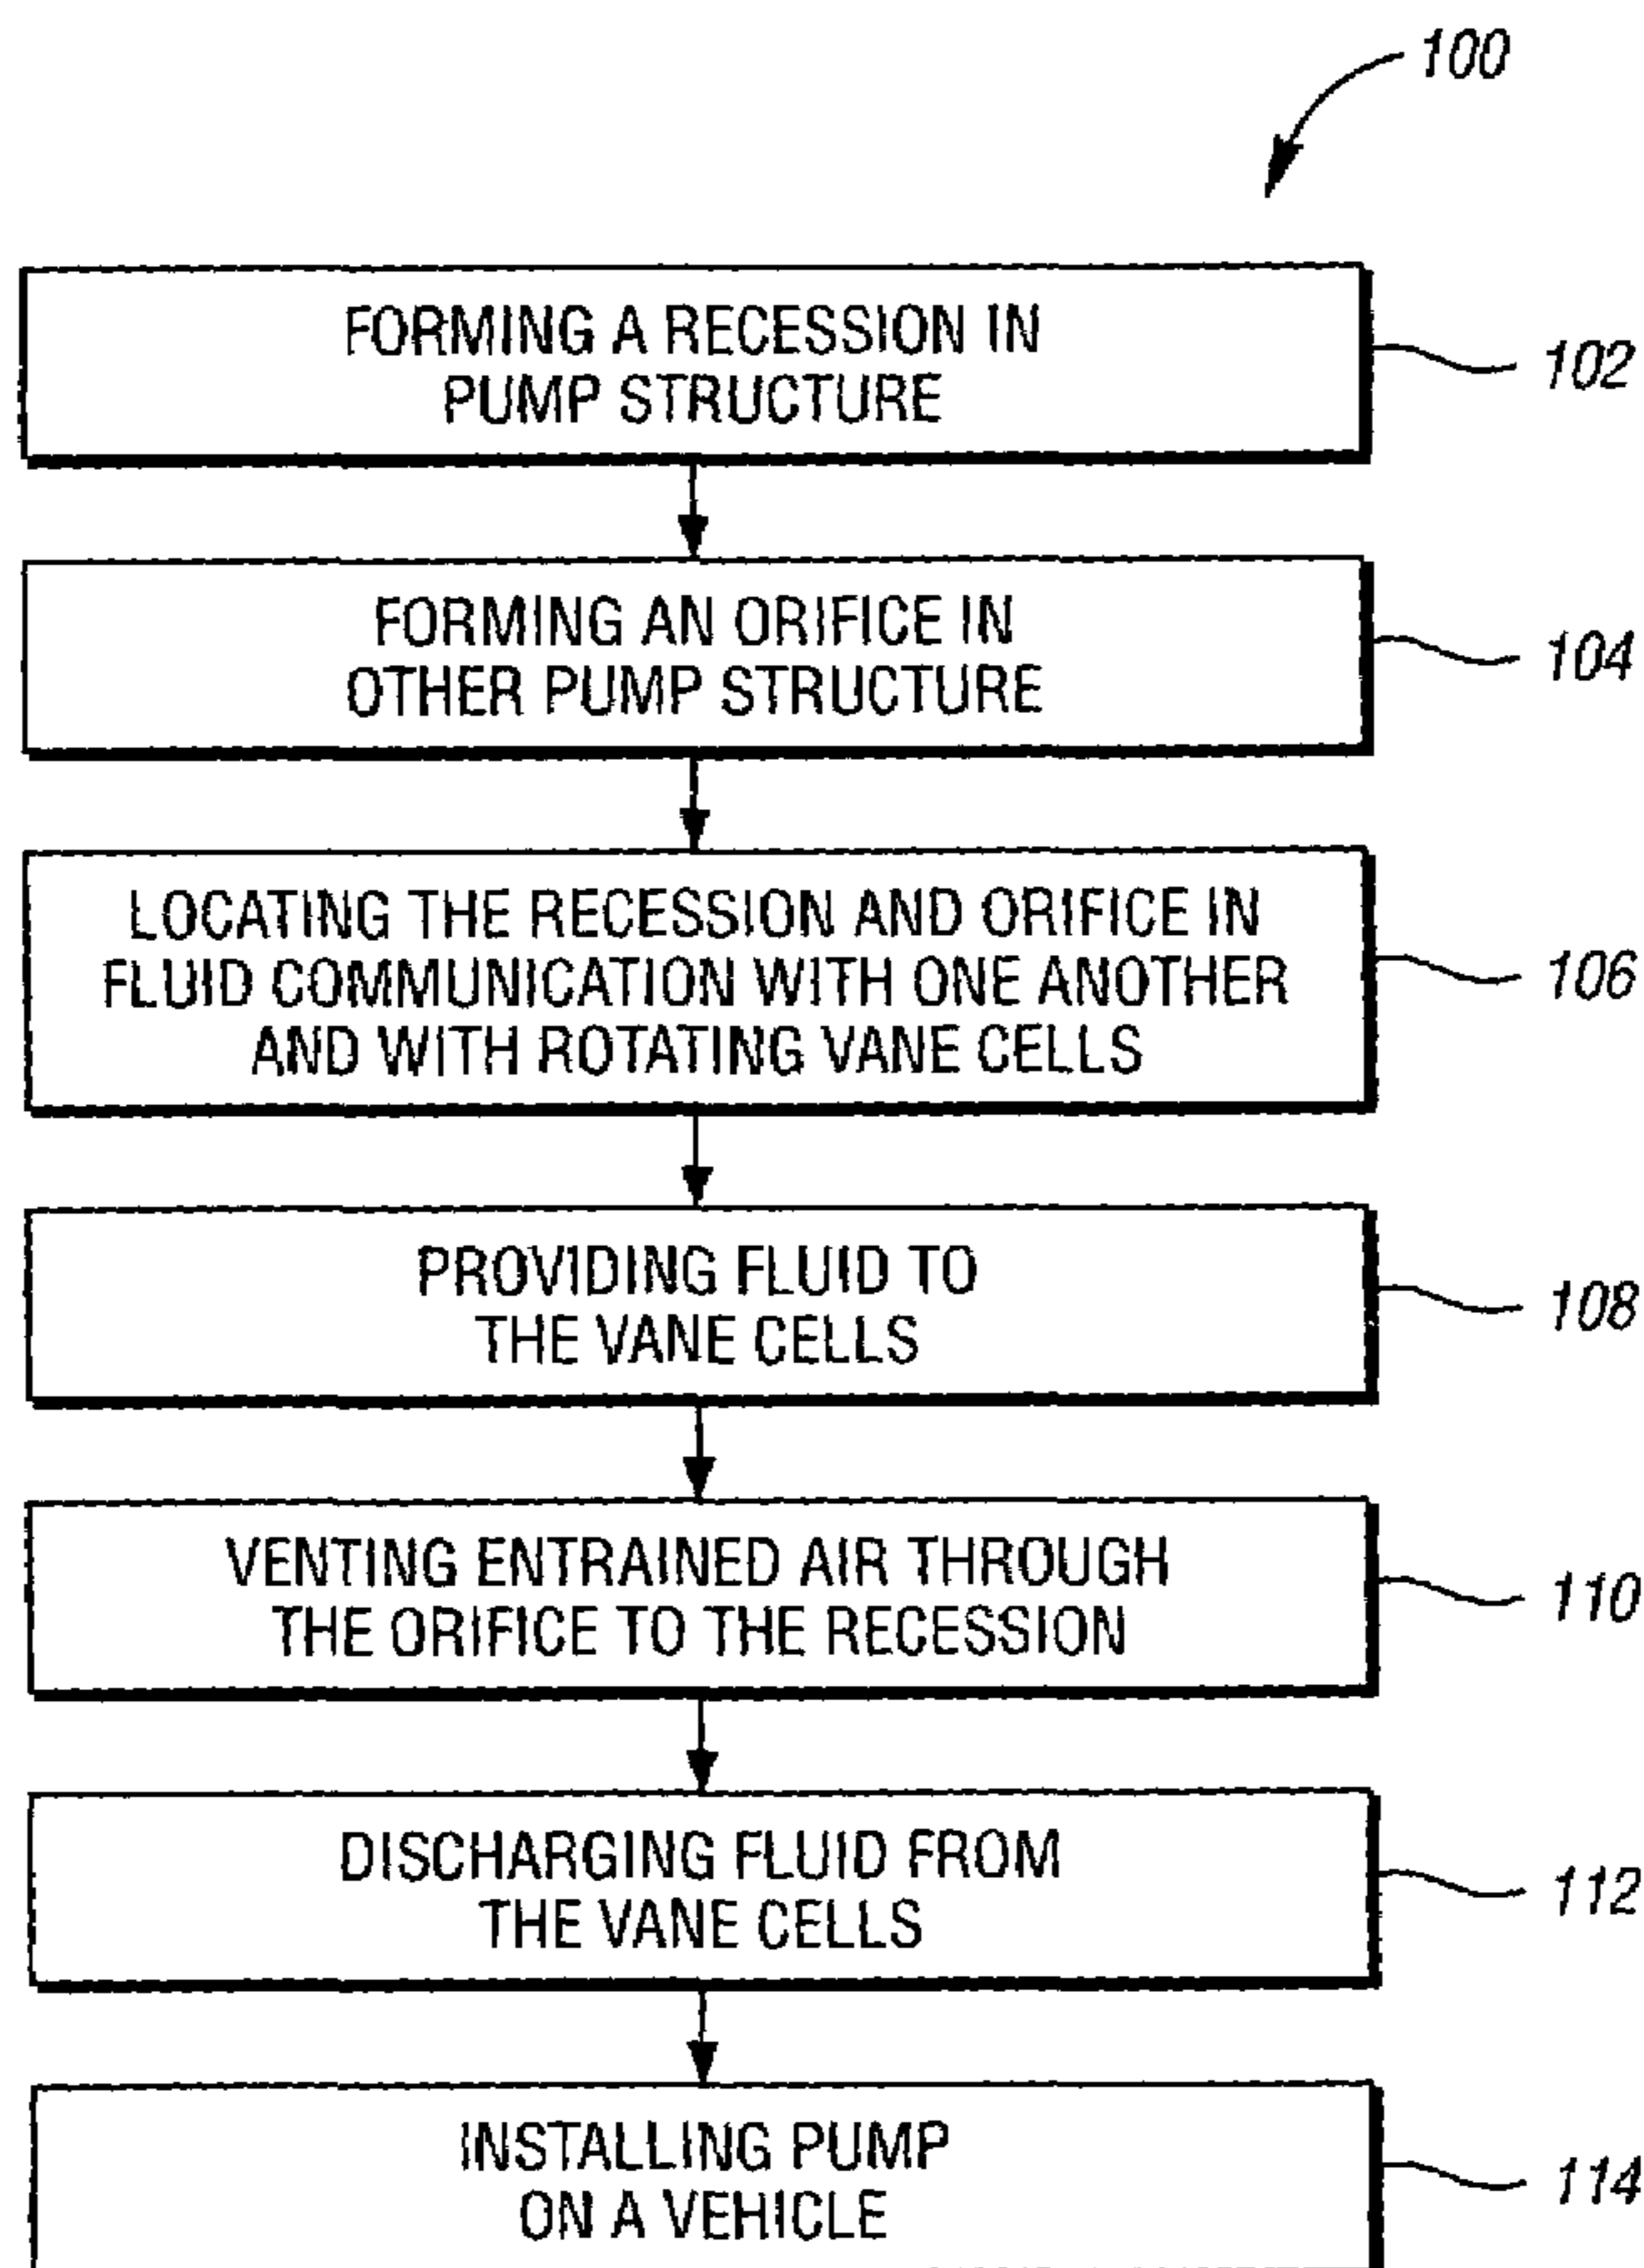 100
FORMING A RECESSION IN
PUMP STRUCTURE
102
FORMING AN ORIFICE IN
OTHER PUMP STRUCTURE
104
LOCATING THE RECESSION AND ORIFICE IN
FLUID COMMUNICATION WITH ONE ANOTHER
AND WITH ROTATING VANE CELLS
106
PROVIDING FLUID TO
THE VANE CELLS
108
VENTING ENTRAINED AIR THROUGH
THE ORIFICE TO THE RECESSION
110
DISCHARGING FLUID FROM
THE VANE CELLS
112
INSTALLING PUMP
ON A VEHICLE
114